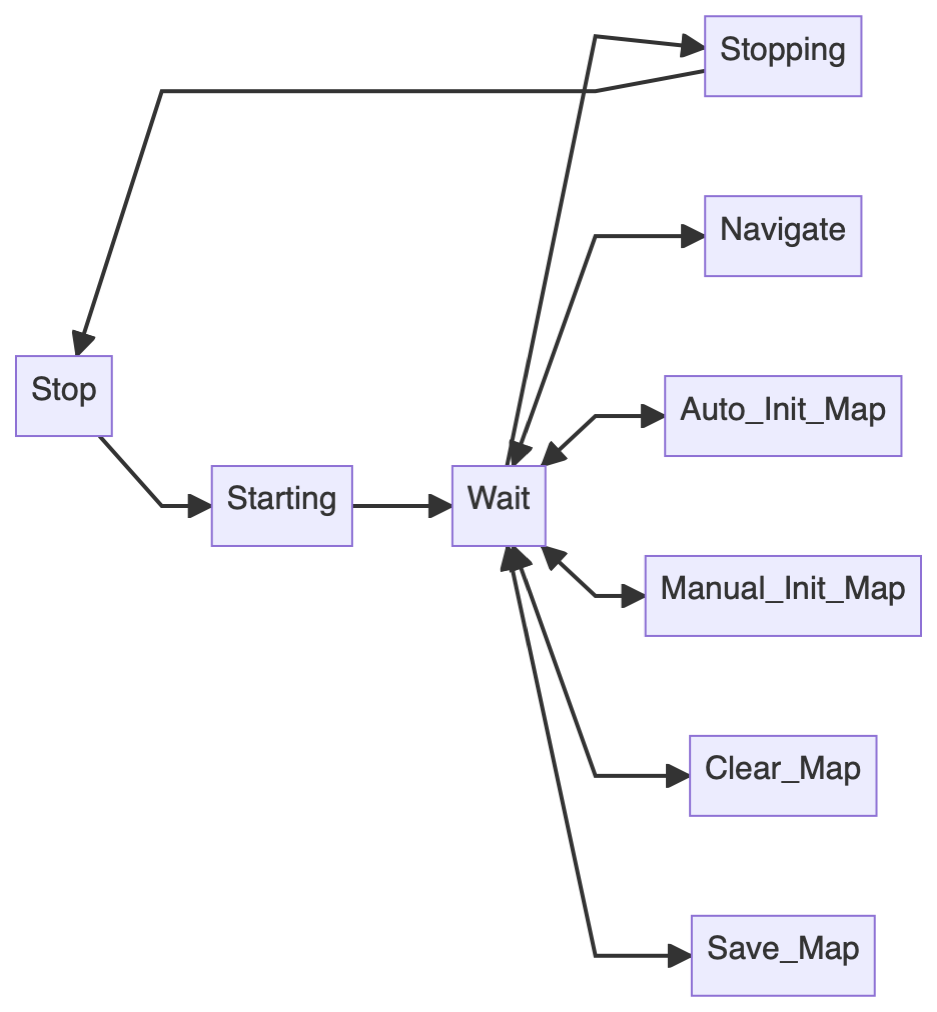 Stopping
Navigate
Stop
Auto_Init_Map
Starting
Wait
Manual_Init_Map
Clear_Map
Save_Map